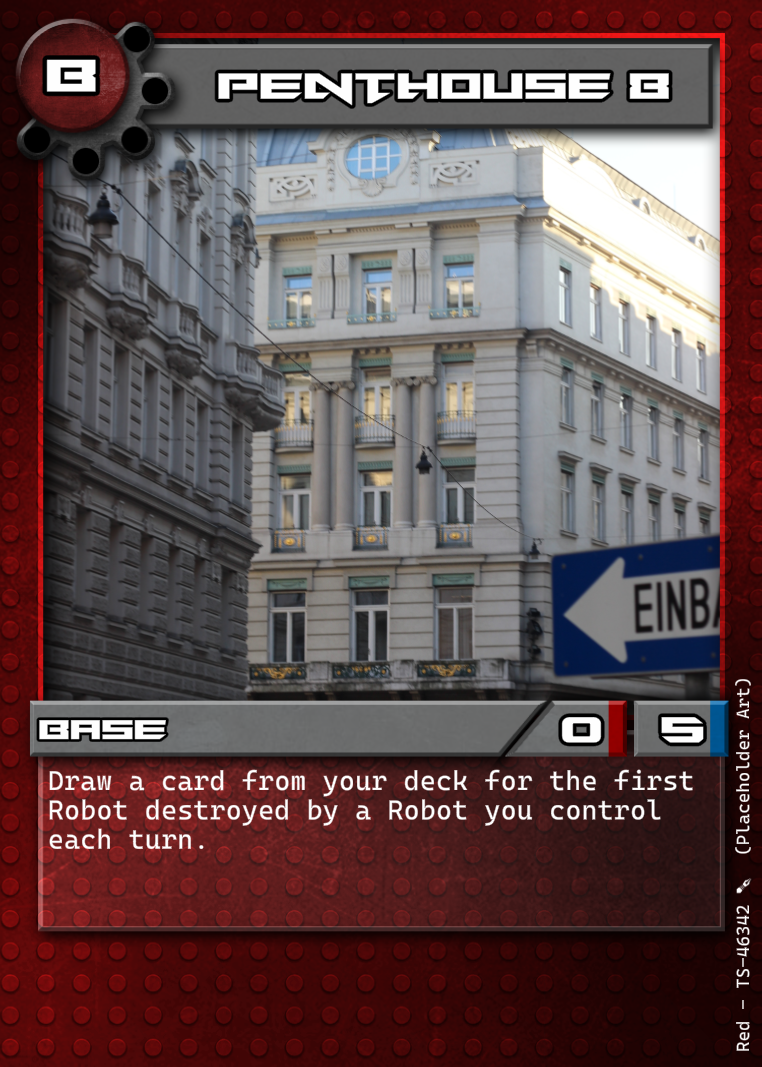 B
PENTHOUSE 8
EINBA
BASE
0
5
Draw a card from your deck for the first
Robot destroyed by a Robot you control
each turn.
Red - TS-46342 (Placeholder Art)